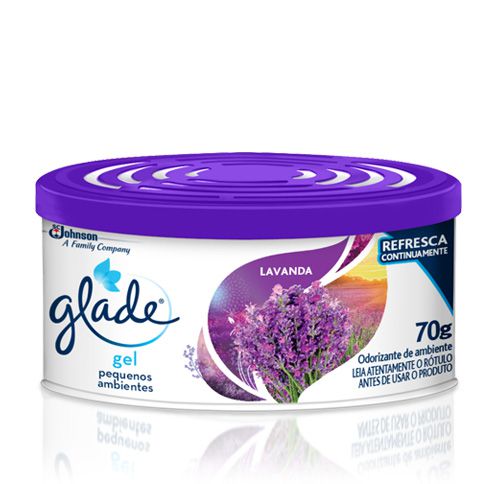 SC Johnson
A Family Company
glade®
gel
pequenos
ambientes
LAVANDA
REFRESCA
CONTINUAMENTE
70g
Odorizante de ambiente
LEIA ATENTAMENTE O RÓTULO
ANTES DE USAR O PRODUTO